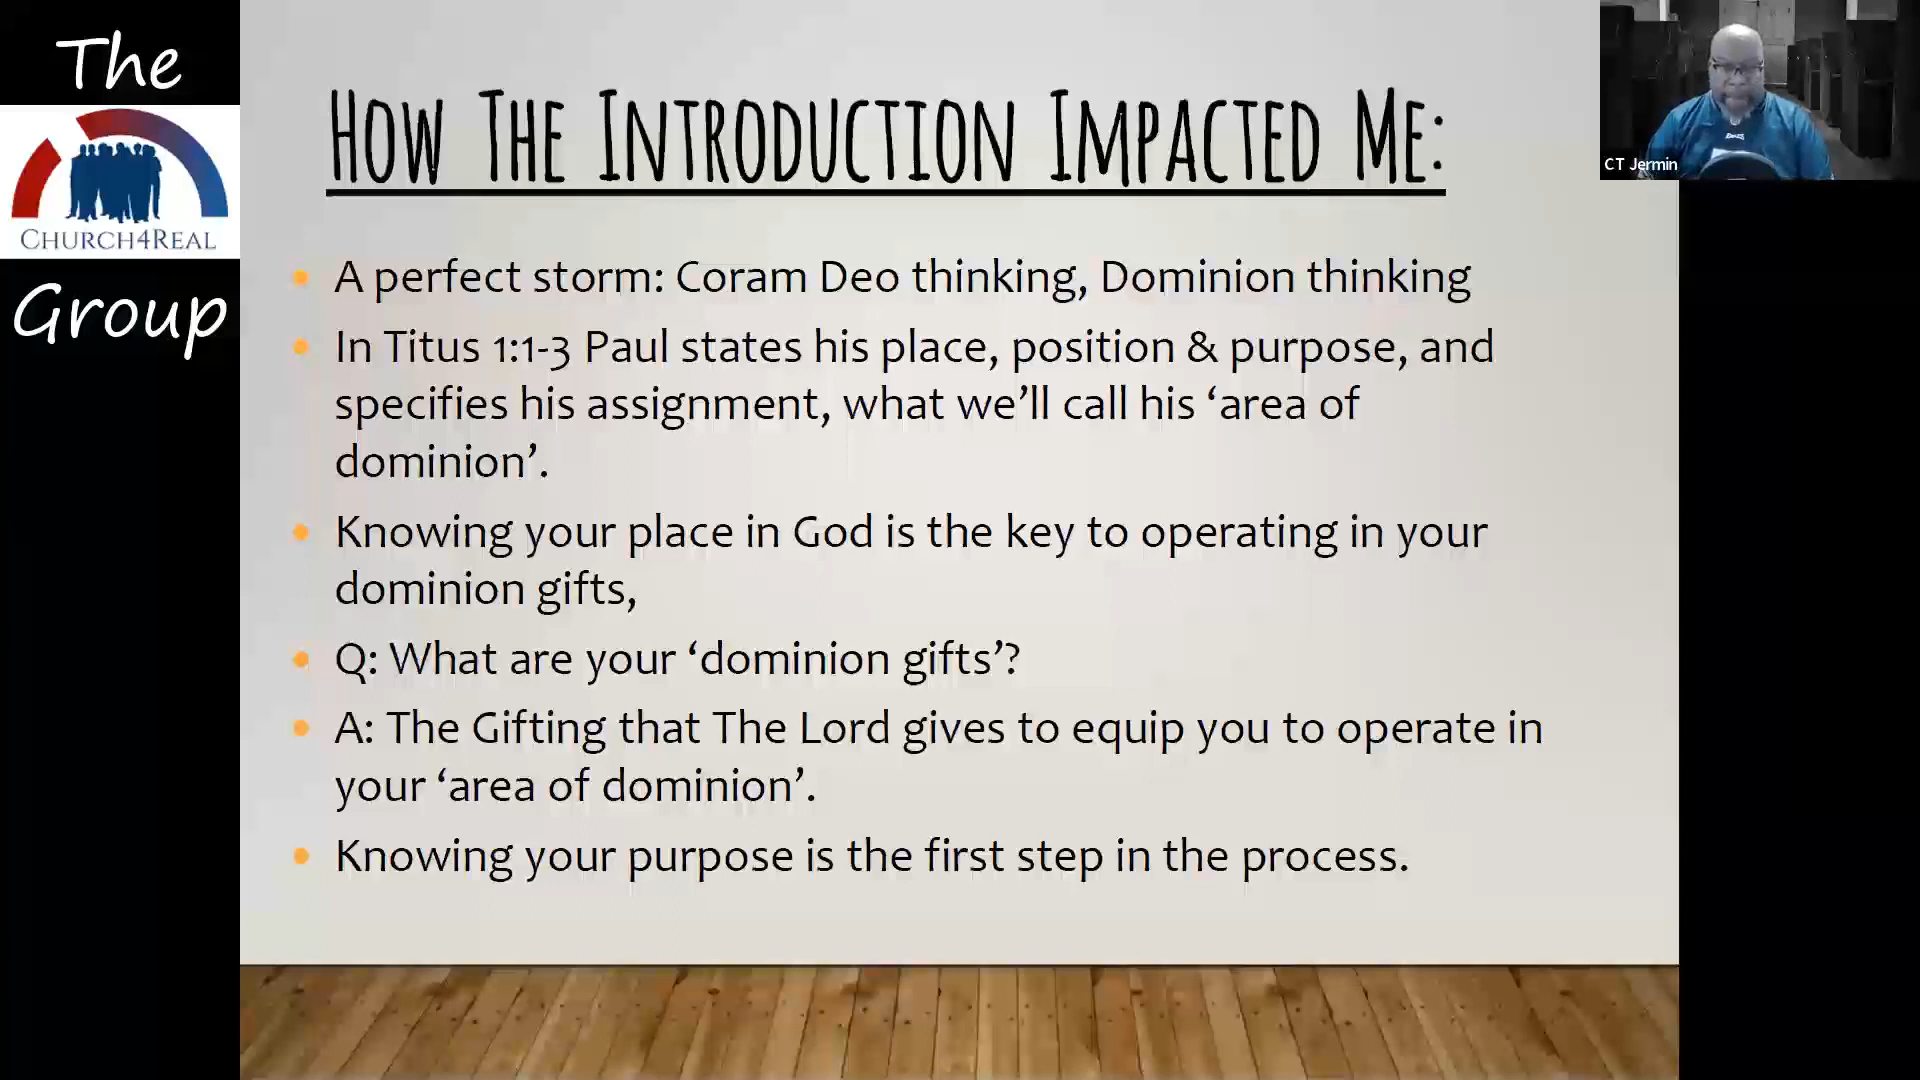 The
CHURCH4REAL
Group
HOW THE INTRODUCTION IMPACTED ME:
A perfect storm: Coram Deo thinking, Dominion thinking
In Titus 1:1-3 Paul states his place, position & purpose, and
specifies his assignment, what we’ll call his ‘area of
dominion’.
Knowing your place in God is the key to operating in your
dominion gifts,
Q: What are your ‘dominion gifts’?
A: The Gifting that The Lord gives to equip you to operate in
your ‘area of dominion’.
Knowing your purpose is the first step in the process.
CT Jermin